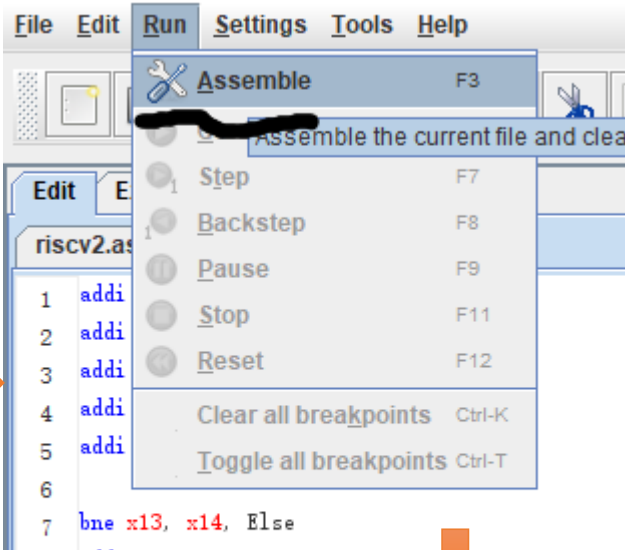 File Edit Run Settings Tools Help
Assemble F3
Assemble the current file and clea
Step F7
Backstep F8
Pause F9
Stop F11
Reset F12
Clear all breakpoints Ctrl-K
Toggle all breakpoints Ctrl-T
Edit E
riscv2.as
1 addi
2 addi
3 addi
4 addi
5 addi
6
7 bne x13, x14, Else